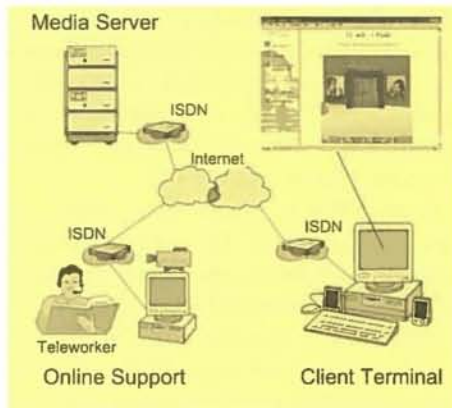 Media Server
ISDN
Internet
ISDN
ISDN
Teleworker
Online Support
Client Terminal